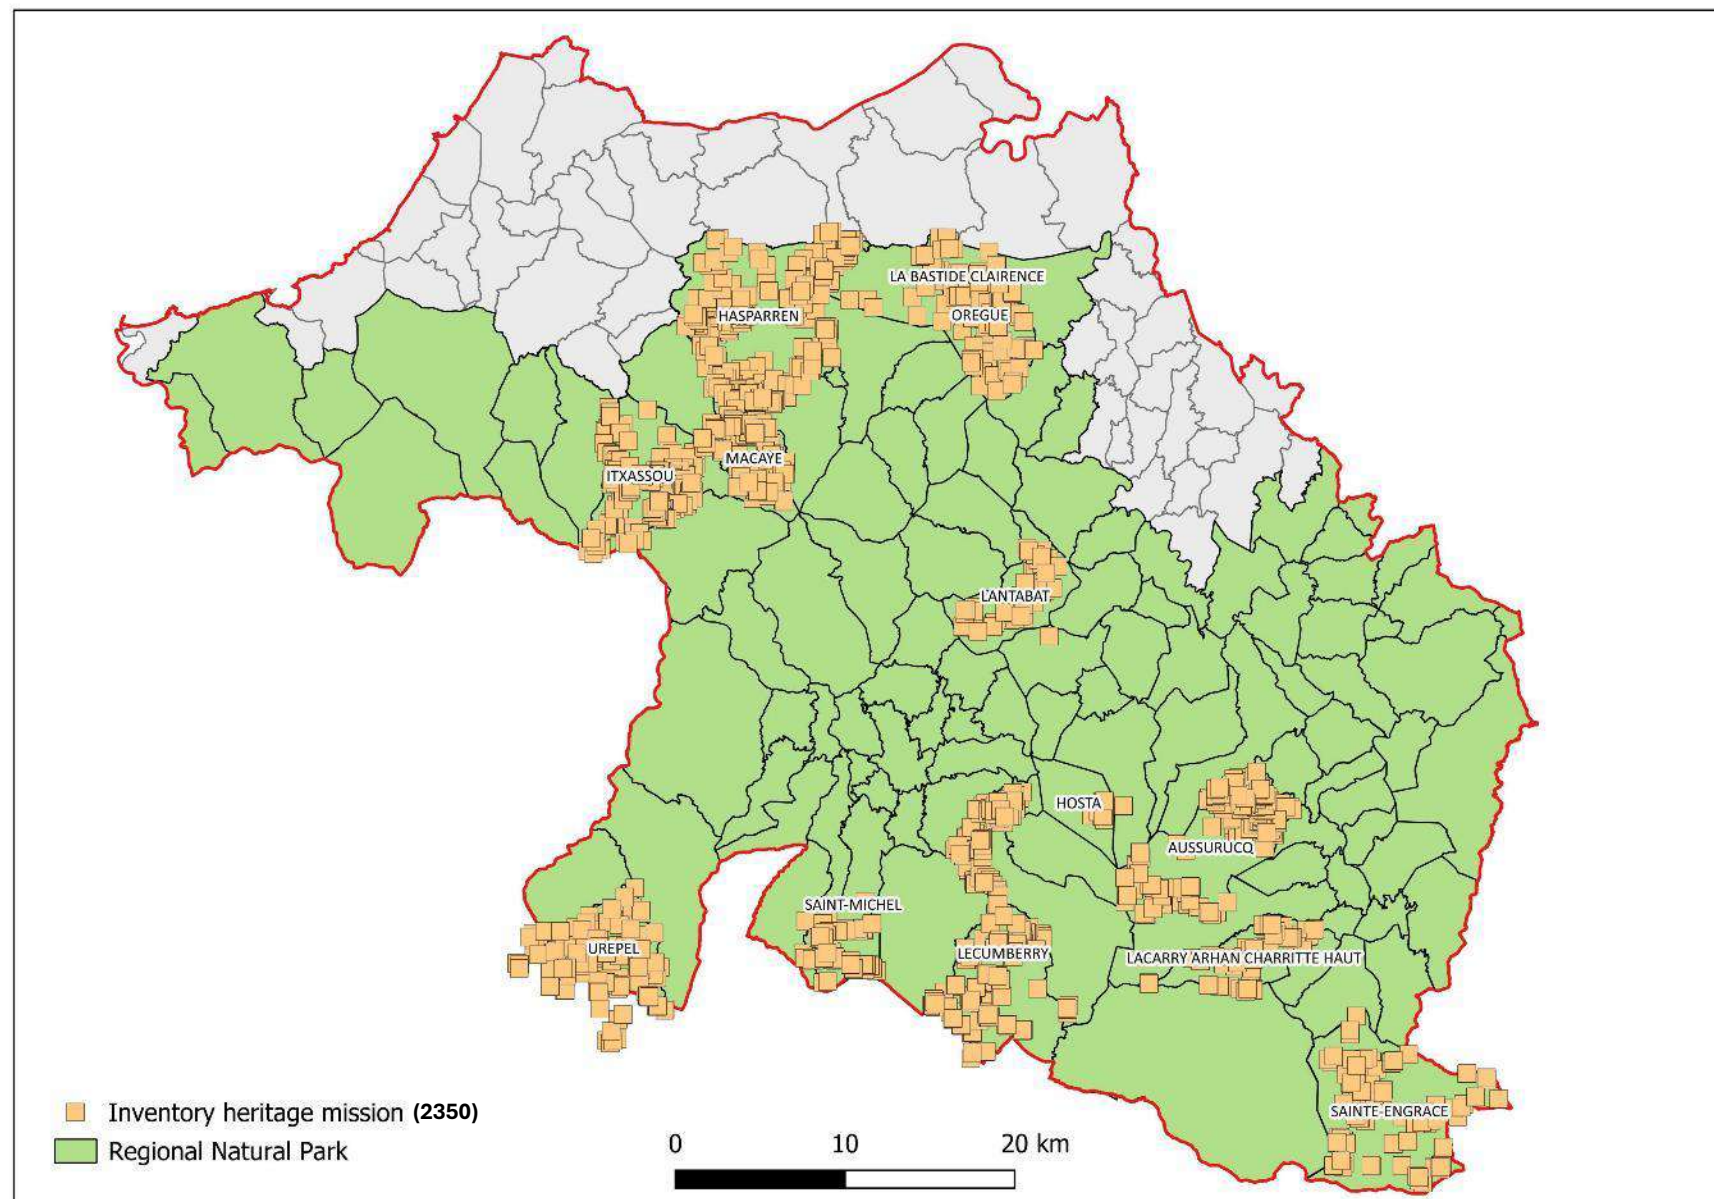 LA BASTIDE CLAIRENCE
HASPARREN
OREGUE
MACAYE
ITXASSOU
LANTABAT
HOSTA
AUSSURUCQ
SAINT-MICHEL
UREPEL
LECUMBERRY
LACARRY ARHAN CHARRITTE HAUT
SAINTE-ENGRACE
Inventory heritage mission (2350)
Regional Natural Park
0 10 20 km